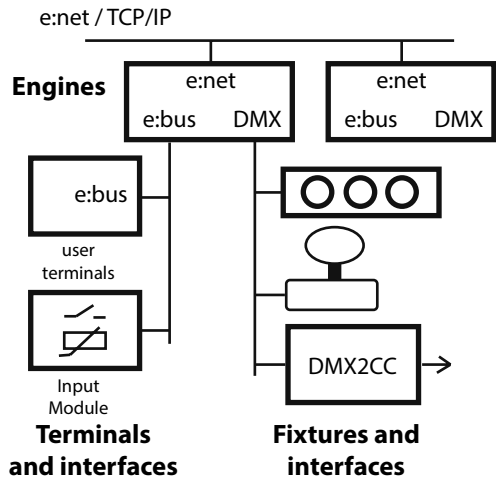 e:net / TCP/IP
Engines
e:net
e:bus DMX
e:net
e:bus DMX
e:bus
user
terminals
DMX2CC
Input
Module
Terminals
and interfaces
Fixtures and
interfaces